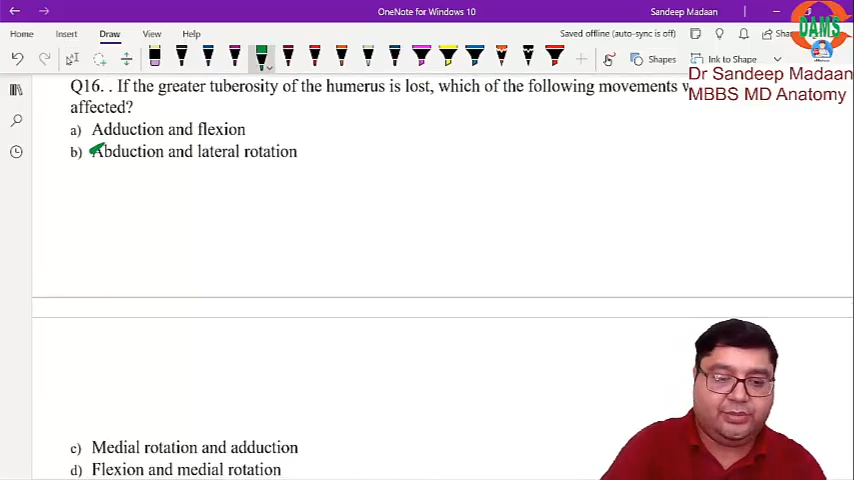 OneNote for Windows 10
Sandeep Madaan
Home
Insert
Draw
View
Help
Saved offline (auto-sync is off)
Shapes
Ink to Shape
DAMS
Dr Sandeep Madaan
MBBS MD Anatomy
Q16. . If the greater tuberosity of the humerus is lost, which of the following movements
affected?
a) Adduction and flexion
b) Abduction and lateral rotation
c) Medial rotation and adduction
d) Flexion and medial rotation